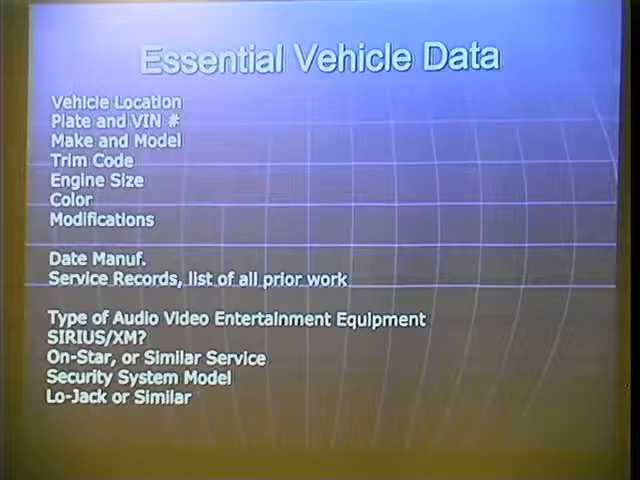 Essential Vehicle Data
Vehicle Location
Plate and VIN #
Make and Model
Trim Code
Engine Size
Color
Modifications
Date Manuf.
Service Records, list of all prior work
Type of Audio Video Entertainment Equipment
SIRIUS/XM?
On-Star, or Similar Service
Security System Model
Lo-Jack or Similar